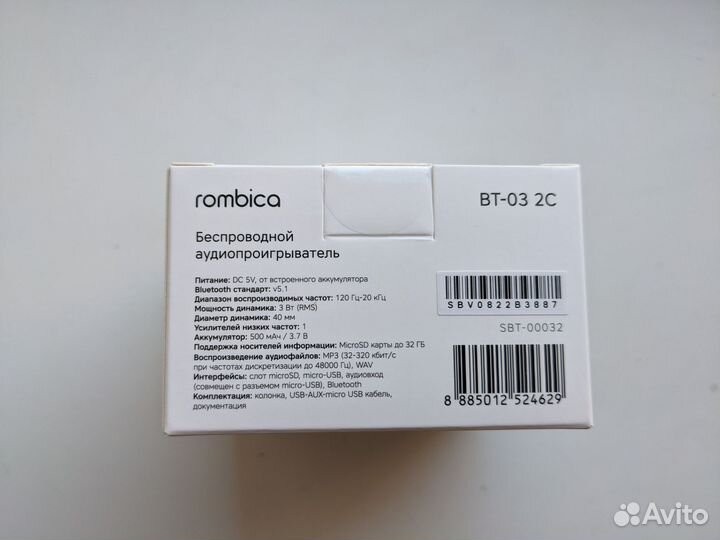 rombica
BT-03 2C
Беспроводной
аудиопроигрыватель
Питание: DC 5V, от встроенного аккумулятора
Bluetooth стандарт: v5.1
Диапазон воспроизводимых частот: 120 Гц-20 кГц
Мощность динамика: 3 Вт (RMS)
Диаметр динамика: 40 мм
Усилителей низких частот: 1
Аккумулятор: 500 мАч / 3.7 В
Поддержка носителей информации: MicroSD карты до 32 ГБ
Воспроизведение аудиофайлов: MP3 (32-320 кбит/с
при частотах дискретизации до 48000 Гц), WAV
Интерфейсы: слот microSD, micro-USB, аудиовход
(совмещен с разъемом micro-USB), Bluetooth
Комплектация: колонка, USB-AUX-micro USB кабель,
документация
SBV0822B3887
SBT-00032
8 885012 524629
Avito